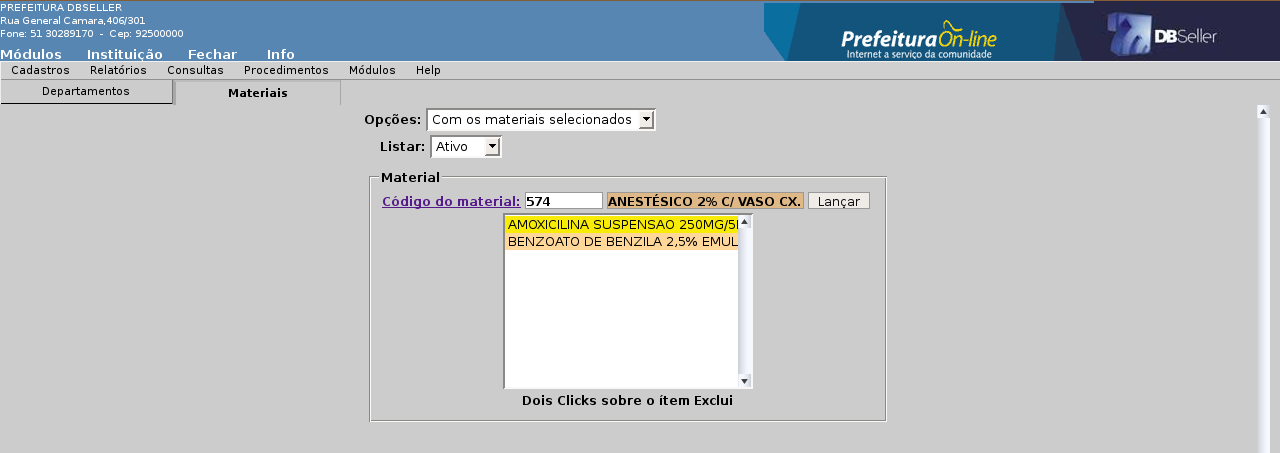 PREFEITURA DBSELLER
Rua General Camara,406/301
Fone: 51 30289170 - Cep: 92500000
Prefeitura On-line
Internet a serviço da comunidade
DBSeller
Módulos Instituição Fechar Info
Cadastros Relatórios Consultas Procedimentos Módulos Help
Departamentos Materiais
Opções: Com os materiais selecionados
Listar: Ativo
Material
Código do material: 574 ANESTÉSICO 2% C/ VASO CX. Lançar
AMOXICILINA SUSPENSAO 250MG/5
BENZOATO DE BENZILA 2,5% EMUL
Dois Clicks sobre o ítem Exclui